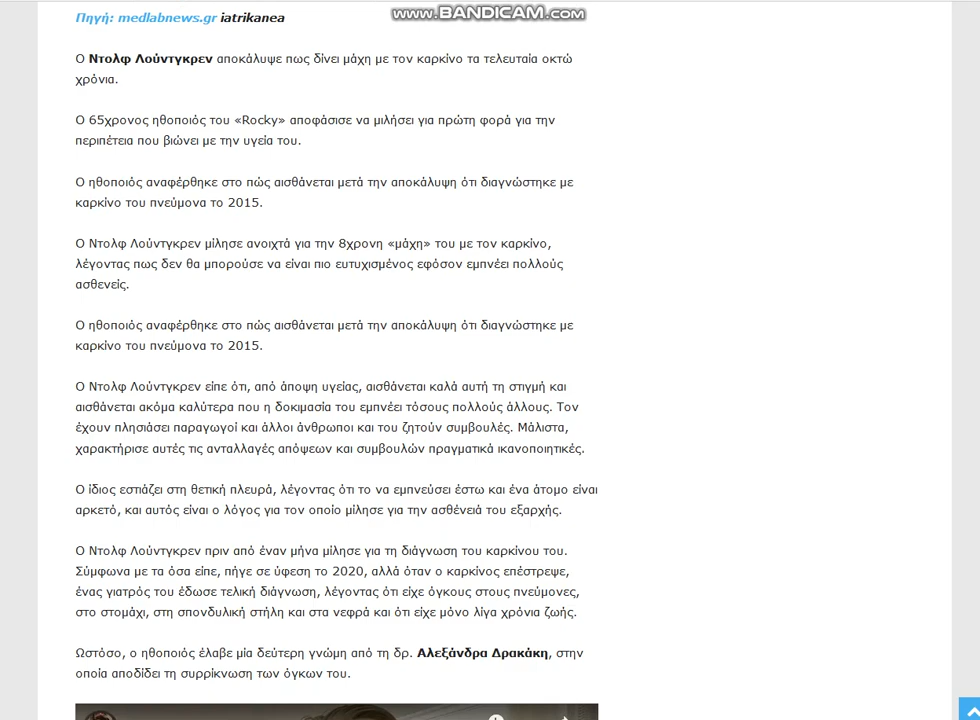 www.BANDICAM.com
Πηγή: medlabnews.gr iatrikanea
Ο Ντολφ Λούντγκρεν αποκάλυψε πως δίνει μάχη με τον καρκίνο τα τελευταία οκτώ
χρόνια.
Ο 65χρονος ηθοποιός του «Rocky» αποφάσισε να μιλήσει για πρώτη φορά για την
περιπέτεια που βιώνει με την υγεία του.
Ο ηθοποιός αναφέρθηκε στο πώς αισθάνεται μετά την αποκάλυψη ότι διαγνώστηκε με
καρκίνο του πνεύμονα το 2015.
Ο Ντολφ Λούντγκρεν μίλησε ανοιχτά για την 8χρονη «μάχη» του με τον καρκίνο,
λέγοντας πως δεν θα μπορούσε να είναι πιο ευτυχισμένος εφόσον εμπνέει πολλούς
ασθενείς.
Ο ηθοποιός αναφέρθηκε στο πώς αισθάνεται μετά την αποκάλυψη ότι διαγνώστηκε με
καρκίνο του πνεύμονα το 2015.
Ο Ντολφ Λούντγκρεν είπε ότι, από άποψη υγείας, αισθάνεται καλά αυτή τη στιγμή και
αισθάνεται ακόμα καλύτερα που η δοκιμασία του εμπνέει τόσους πολλούς άλλους. Τον
έχουν πλησιάσει παραγωγοί και άλλοι άνθρωποι και του ζητούν συμβουλές. Μάλιστα,
χαρακτήρισε αυτές τις ανταλλαγές απόψεων και συμβουλών πραγματικά ικανοποιητικές.
Ο ίδιος εστιάζει στη θετική πλευρά, λέγοντας ότι το να εμπνεύσει έστω και ένα άτομο είναι
αρκετό, και αυτός είναι ο λόγος για τον οποίο μίλησε για την ασθένειά του εξαρχής.
Ο Ντολφ Λούντγκρεν πριν από έναν μήνα μίλησε για τη διάγνωση του καρκίνου του.
Σύμφωνα με τα όσα είπε, πήγε σε ύφεση το 2020, αλλά όταν ο καρκίνος επέστρεψε,
ένας γιατρός του έδωσε τελική διάγνωση, λέγοντας ότι είχε όγκους στους πνεύμονες,
στο στομάχι, στη σπονδυλική στήλη και στα νεφρά και ότι είχε μόνο λίγα χρόνια ζωής.
Ωστόσο, ο ηθοποιός έλαβε μία δεύτερη γνώμη από τη δρ. Αλεξάνδρα Δρακάκη, στην
οποία αποδίδει τη συρρίκνωση των όγκων του.